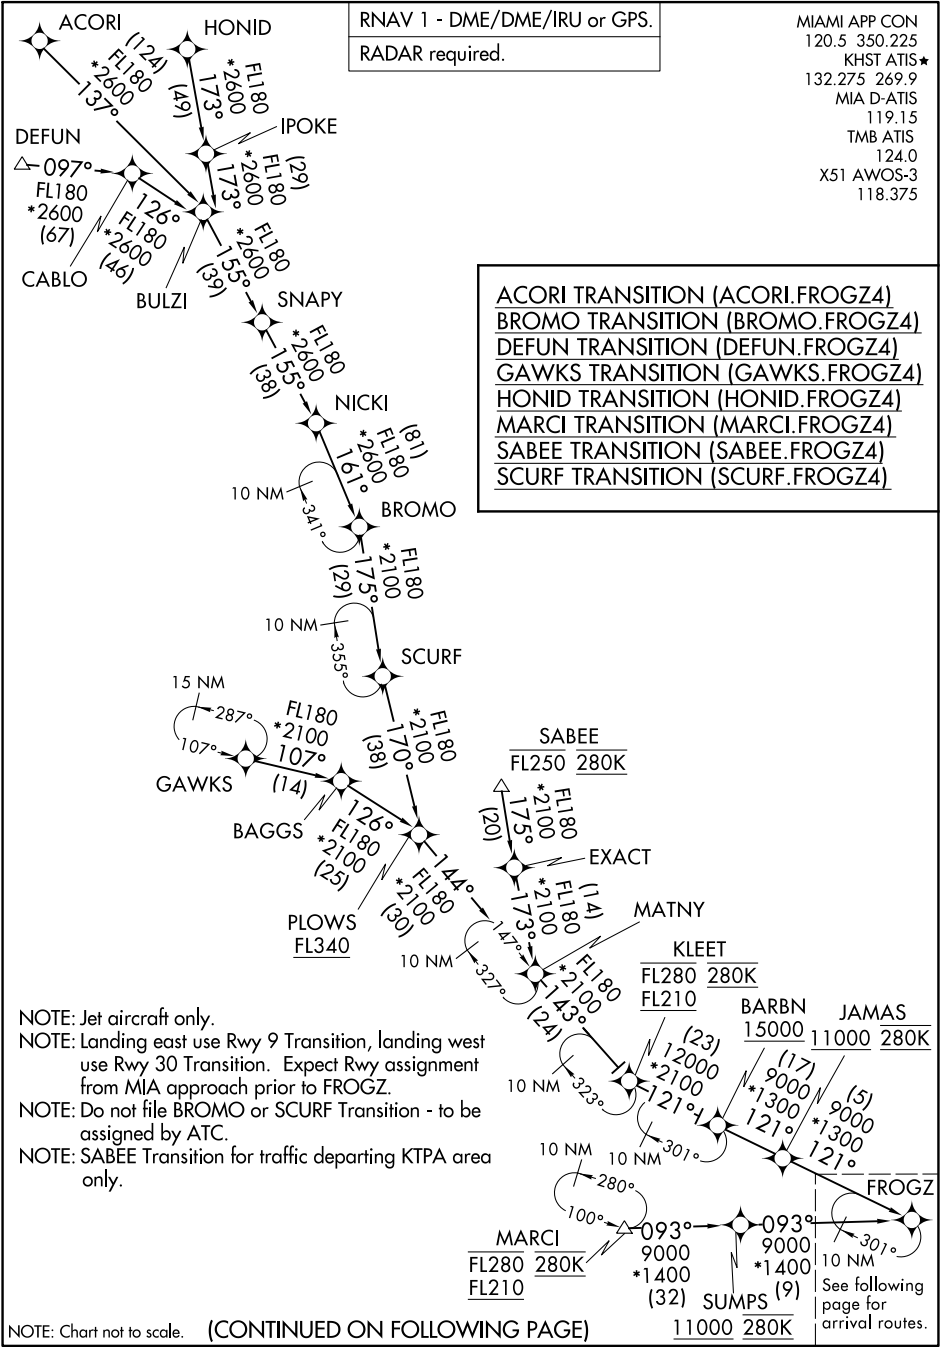 RNAV 1 - DME/DME/IRU or GPS.
RADAR required.
MIAMI APP CON
120.5 350.225
KHST ATIS★
132.275 269.9
MIA D-ATIS
119.15
TMB ATIS
124.0
X51 AWOS-3
118.375
ACORI
137°
FL180
*2600
(124)
HONID
173°
FL180
*2600
(49)
IPOKE
173°
FL180
*2600
(29)
DEFUN
097°
FL180
*2600
(67)
CABLO
126°
FL180
*2600
(46)
BULZI
155°
FL180
*2600
(39)
SNAPY
155°
FL180
*2600
(38)
NICKI
161°
FL180
*2600
(81)
10 NM
341°
BROMO
175°
FL180
*2100
(29)
10 NM
355°
SCURF
170°
FL180
*2100
(38)
ACORI TRANSITION (ACORI.FROGZ4)
BROMO TRANSITION (BROMO.FROGZ4)
DEFUN TRANSITION (DEFUN.FROGZ4)
GAWKS TRANSITION (GAWKS.FROGZ4)
HONID TRANSITION (HONID.FROGZ4)
MARCI TRANSITION (MARCI.FROGZ4)
SABEE TRANSITION (SABEE.FROGZ4)
SCURF TRANSITION (SCURF.FROGZ4)
15 NM
287°
107°
GAWKS
FL180
*2100
107°
(14)
BAGGS
126°
FL180
*2100
(25)
PLOWS
FL340
144°
FL180
*2100
(30)
SABEE
FL250 280K
175°
FL180
*2100
(20)
EXACT
173°
FL180
*2100
(14)
MATNY
147°
327°
10 NM
143°
FL180
*2100
(24)
KLEET
FL280 280K
FL210
10 NM
323°
(23)
12000
*2100
121°
BARBN
15000
10 NM
301°
(17)
9000
*1300
121°
JAMAS
11000 280K
(5)
9000
*1300
121°
FROGZ
10 NM
301°
See following
page for
arrival routes.
10 NM
280°
100°
MARCI
FL280 280K
FL210
093°
9000
*1400
(32)
SUMPS
11000 280K
093°
9000
*1400
(9)
NOTE: Jet aircraft only.
NOTE: Landing east use Rwy 9 Transition, landing west
use Rwy 30 Transition. Expect Rwy assignment
from MIA approach prior to FROGZ.
NOTE: Do not file BROMO or SCURF Transition - to be
assigned by ATC.
NOTE: SABEE Transition for traffic departing KTPA area
only.
NOTE: Chart not to scale.
(CONTINUED ON FOLLOWING PAGE)